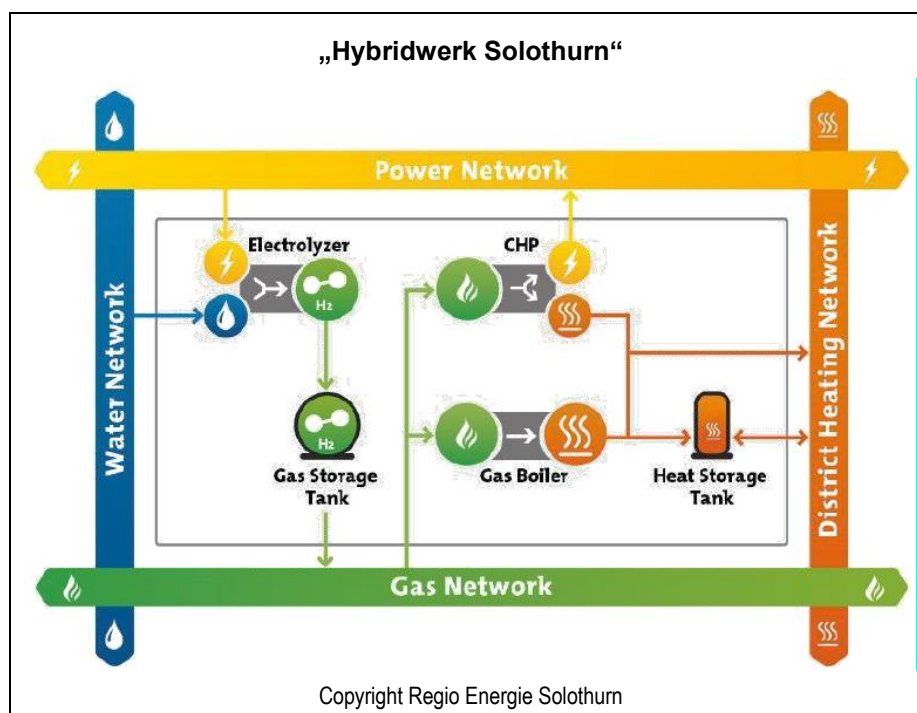 „Hybridwerk Solothurn“
Power Network
Electrolyzer
CHP
H2
Water Network
District Heating Network
H2
Gas Storage
Tank
Gas Boiler
Heat Storage
Tank
Gas Network
Copyright Regio Energie Solothurn